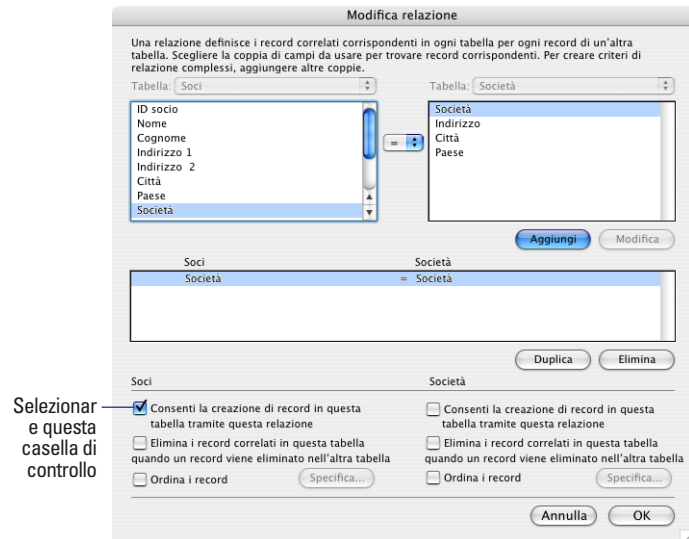 Modifica relazione
Una relazione definisce i record correlati corrispondenti in ogni tabella per ogni record di un'altra
tabella. Scegliere la coppia di campi da usare per trovare record corrispondenti. Per creare criteri di
relazione complessi, aggiungere altre coppie.
Tabella: Soci
Tabella: Società
ID socio
Nome
Cognome
Indirizzo 1
Indirizzo 2
Città
Paese
Società
=
Società
Indirizzo
Città
Paese
Aggiungi
Modifica
Soci
Società
Società = Società
Duplica
Elimina
Soci
Società
Selezionar
e questa
casella di
controllo
Consenti la creazione di record in questa
tabella tramite questa relazione
Elimina i record correlati in questa tabella
quando un record viene eliminato nell'altra tabella
Ordina i record
Specifica...
Consenti la creazione di record in questa
tabella tramite questa relazione
Elimina i record correlati in questa tabella
quando un record viene eliminato nell'altra tabella
Ordina i record
Specifica...
Annulla
OK